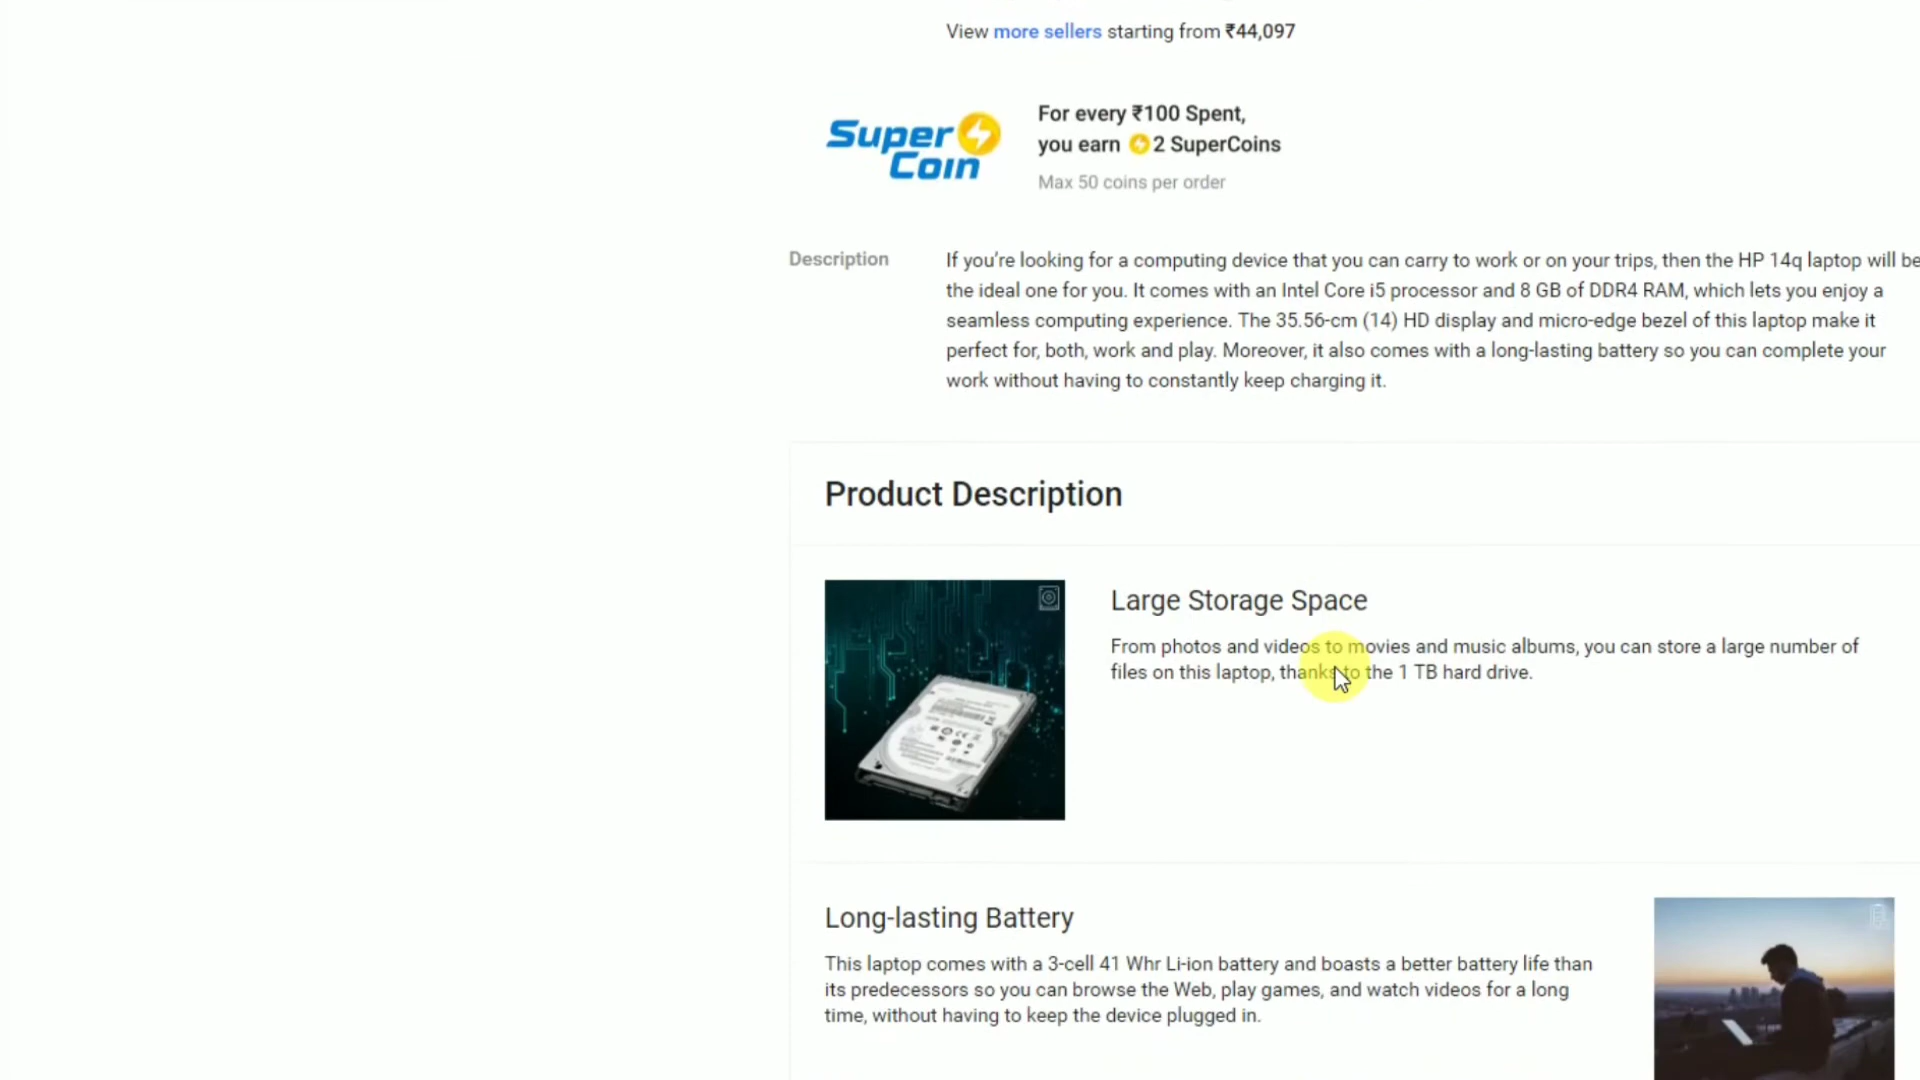 View more sellers starting from ₹44,097
Super
Coin
For every ₹100 Spent,
you earn 2 SuperCoins
Max 50 coins per order
Description
If you're looking for a computing device that you can carry to work or on your trips, then the HP 14q laptop will be
the ideal one for you. It comes with an Intel Core i5 processor and 8 GB of DDR4 RAM, which lets you enjoy a
seamless computing experience. The 35.56-cm (14) HD display and micro-edge bezel of this laptop make it
perfect for, both, work and play. Moreover, it also comes with a long-lasting battery so you can complete your
work without having to constantly keep charging it.
Product Description
Large Storage Space
From photos and videos to movies and music albums, you can store a large number of
files on this laptop, thanks to the 1 TB hard drive.
Long-lasting Battery
This laptop comes with a 3-cell 41 Whr Li-ion battery and boasts a better battery life than
its predecessors so you can browse the Web, play games, and watch videos for a long
time, without having to keep the device plugged in.